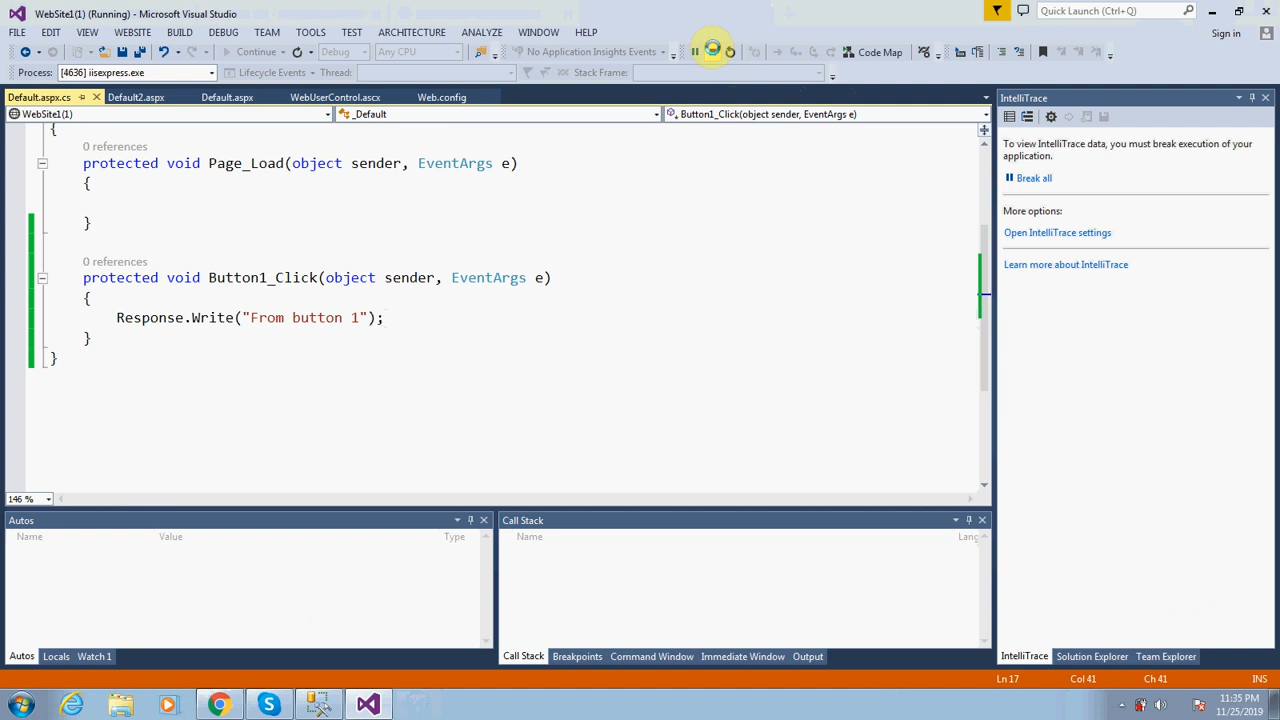 WebSite1(1) (Running) - Microsoft Visual Studio
Quick Launch (Ctrl+Q)
FILE EDIT VIEW WEBSITE BUILD DEBUG TEAM TOOLS TEST ARCHITECTURE ANALYZE WINDOW HELP
Sign in
Continue Debug Any CPU No Application Insights Events Code Map
Process: [4636] iisexpress.exe Lifecycle Events Thread: Stack Frame:
Default.aspx.cs Default2.aspx Default.aspx WebUserControl.ascx Web.config
WebSite1(1) _Default Button1_Click(object sender, EventArgs e)
{
0 references
protected void Page_Load(object sender, EventArgs e)
{
}
0 references
protected void Button1_Click(object sender, EventArgs e)
{
Response.Write("From button 1");
}
}
146 %
IntelliTrace
To view IntelliTrace data, you must break execution of your
application.
Break all
More options:
Open IntelliTrace settings
Learn more about IntelliTrace
Autos
Name Value Type
Call Stack
Name Lang
Autos Locals Watch 1
Call Stack Breakpoints Command Window Immediate Window Output
IntelliTrace Solution Explorer Team Explorer
Ln 17 Col 41 Ch 41 INS
11:35 PM
11/25/2019